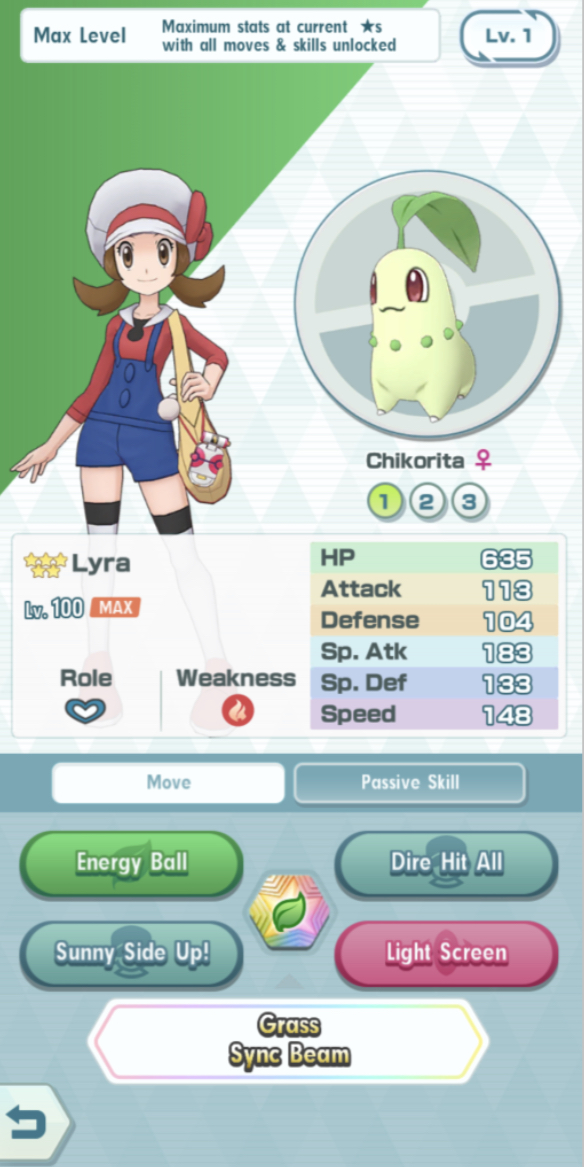 Max Level
Maximum stats at current ★s
with all moves & skills unlocked
Lv. 1
Chikorita ♀
1 2 3
Lyra
Lv. 100 MAX
Role
Weakness
HP 635
Attack 113
Defense 104
Sp. Atk 183
Sp. Def 133
Speed 148
Move
Passive Skill
Energy Ball
Dire Hit All
Sunny Side Up!
Light Screen
Grass
Sync Beam